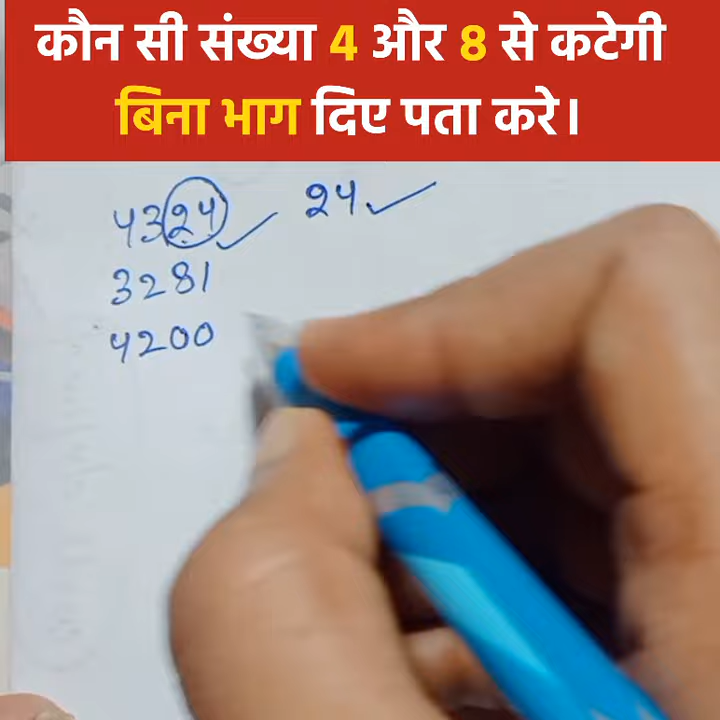 कौन सी संख्या 4 और 8 से कटेगी
बिना भाग दिए पता करे।
4324 24
3281
4200